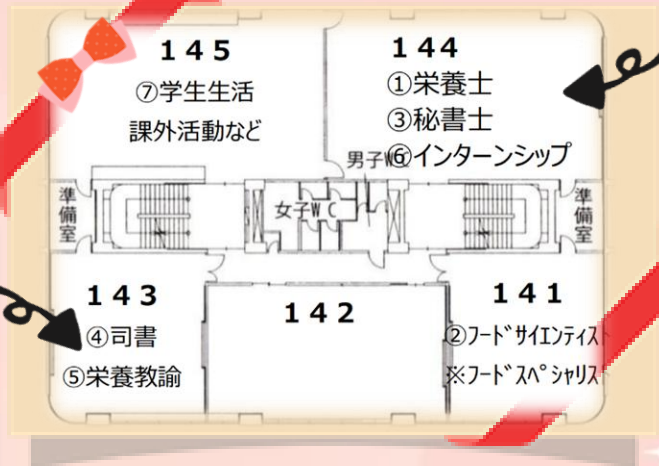 145
⑦学生生活
課外活動など
144
①栄養士
③秘書士
⑥インターンシップ
男子WC
女子WC
準備室
準備室
143
④司書
⑤栄養教諭
142
141
②フードサイエンティスト
※フードスペシャリスト